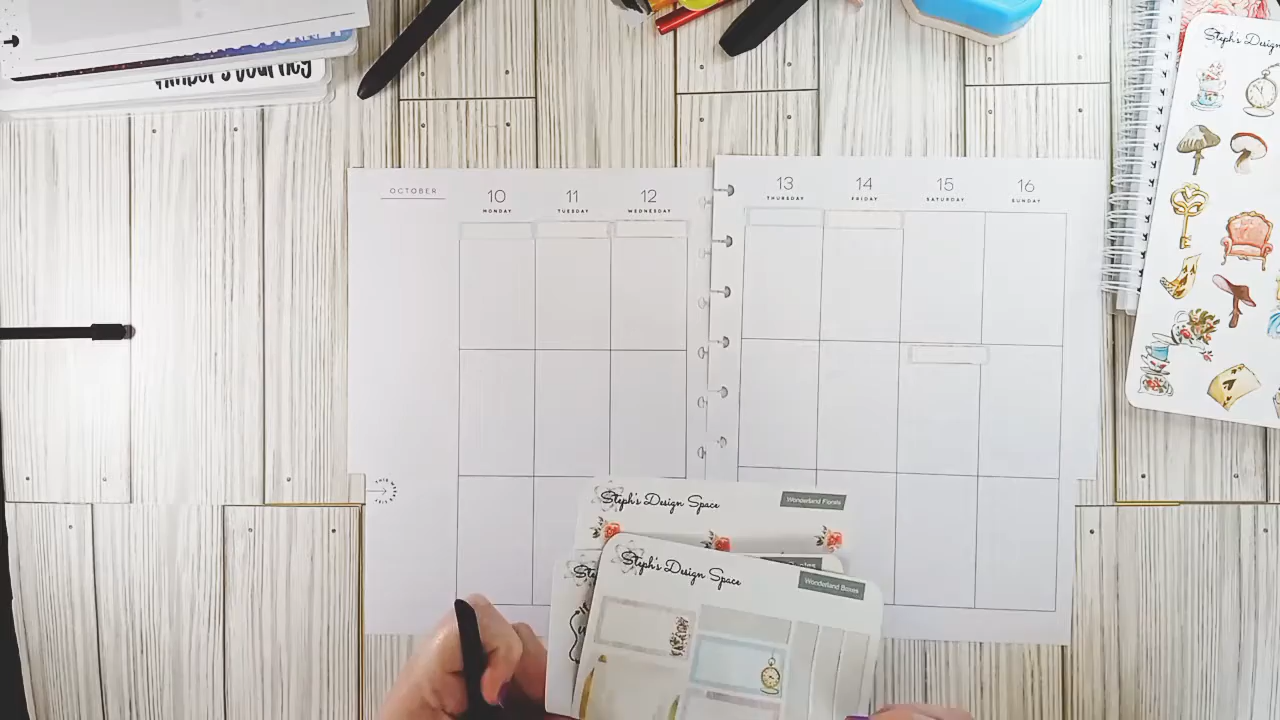 Steph's Design
OCTOBER
10
MONDAY
11
TUESDAY
12
WEDNESDAY
13
THURSDAY
14
FRIDAY
15
SATURDAY
16
SUNDAY
Steph's Design Space
Wonderland Florals
Steph's Design Space
Wonderland Boxes